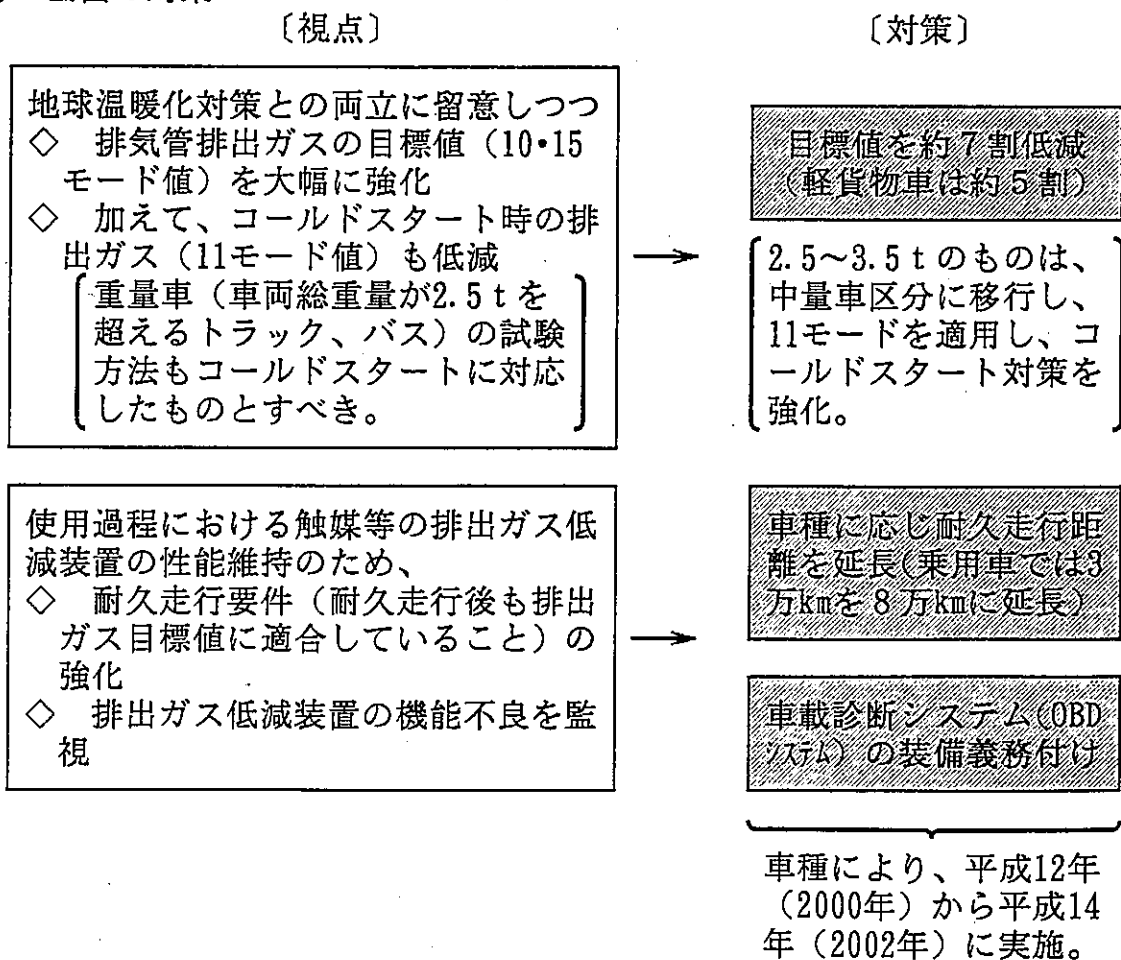 〔視点〕
〔対策〕
地球温暖化対策との両立に留意しつつ
◇ 排気管排出ガスの目標値（10・15
モード値）を大幅に強化
◇ 加えて、コールドスタート時の排
出ガス（11モード値）も低減
重量車（車両総重量が2.5ｔを
超えるトラック、バス）の試験
方法もコールドスタートに対応
したものとすべき。
→
目標値を約７割低減
（軽貨物車は約５割）
2.5～3.5ｔのものは、
中量車区分に移行し、
11モードを適用し、コ
ールドスタート対策を
強化。
使用過程における触媒等の排出ガス低
減装置の性能維持のため、
◇ 耐久走行要件（耐久走行後も排出
ガス目標値に適合していること）の
強化
◇ 排出ガス低減装置の機能不良を監
視
→
車種に応じ耐久走行距
離を延長(乗用車では3
万kmを８万kmに延長）
車載診断システム(OBD
ｼｽﾃﾑ）の装備義務付け
車種により、平成12年
（2000年）から平成14
年（2002年）に実施。